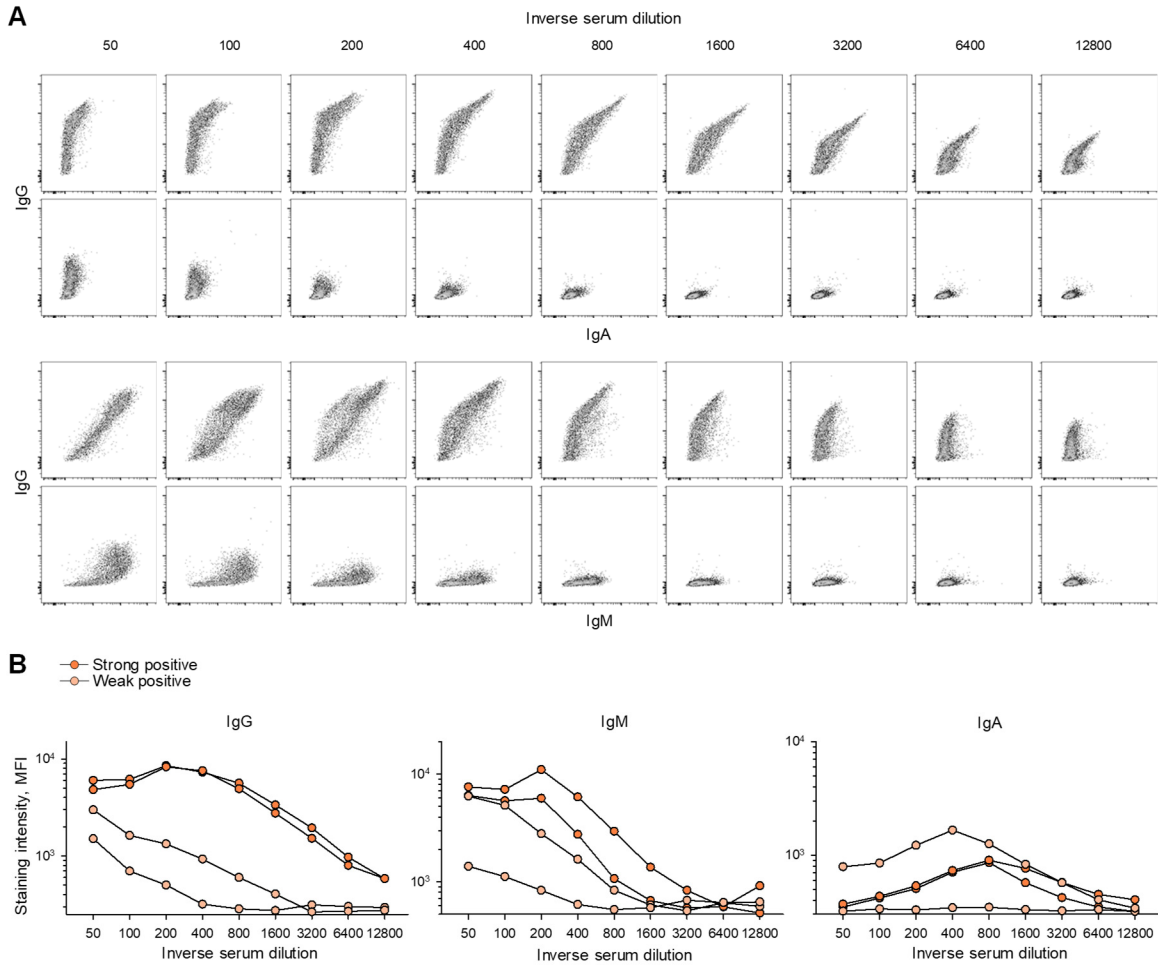 A
Inverse serum dilution
50 100 200 400 800 1600 3200 6400 12800
IgG
IgA
IgG
IgM
B
Strong positive
Weak positive
IgG IgM IgA
Staining intensity, MFI
10⁴
10³
10⁴
10³
10⁴
10³
50 100 200 400 800 1600 3200 6400 12800
50 100 200 400 800 1600 3200 6400 12800
50 100 200 400 800 1600 3200 6400 12800
Inverse serum dilution Inverse serum dilution Inverse serum dilution